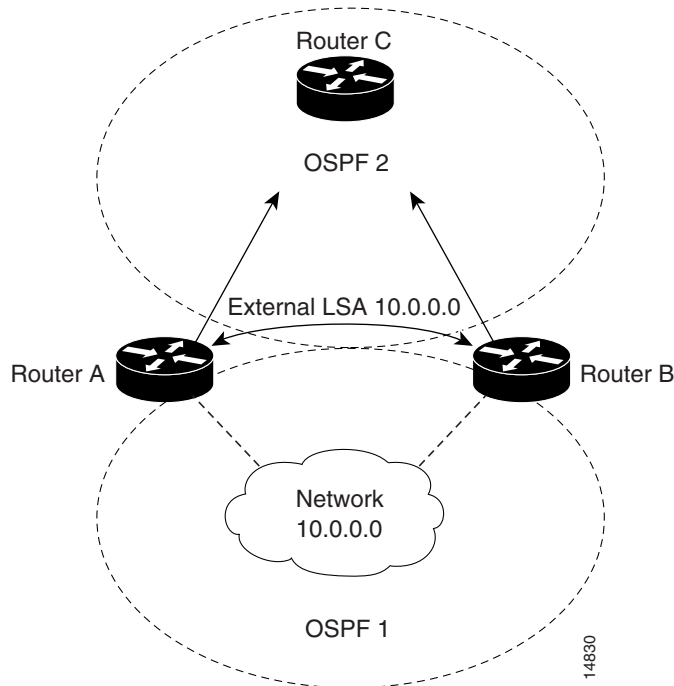 Router C
OSPF 2
External LSA 10.0.0.0
Router A
Router B
Network
10.0.0.0
OSPF 1
14830